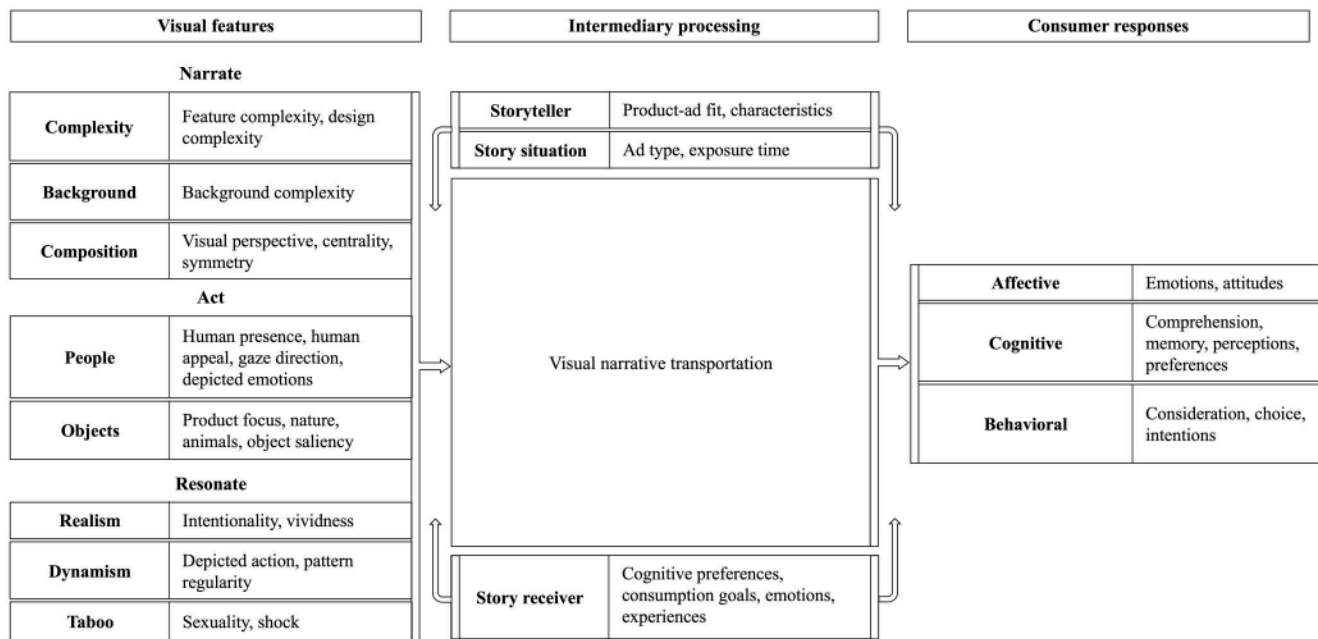 Visual features
Intermediary processing
Consumer responses
Narrate
Complexity
Feature complexity, design
complexity
Background
Background complexity
Composition
Visual perspective, centrality,
symmetry
Act
People
Human presence, human
appeal, gaze direction,
depicted emotions
Objects
Product focus, nature,
animals, object saliency
Resonate
Realism
Intentionality, vividness
Dynamism
Depicted action, pattern
regularity
Taboo
Sexuality, shock
Storyteller
Product-ad fit, characteristics
Story situation
Ad type, exposure time
Visual narrative transportation
Story receiver
Cognitive preferences,
consumption goals, emotions,
experiences
Affective
Emotions, attitudes
Cognitive
Comprehension,
memory, perceptions,
preferences
Behavioral
Consideration, choice,
intentions